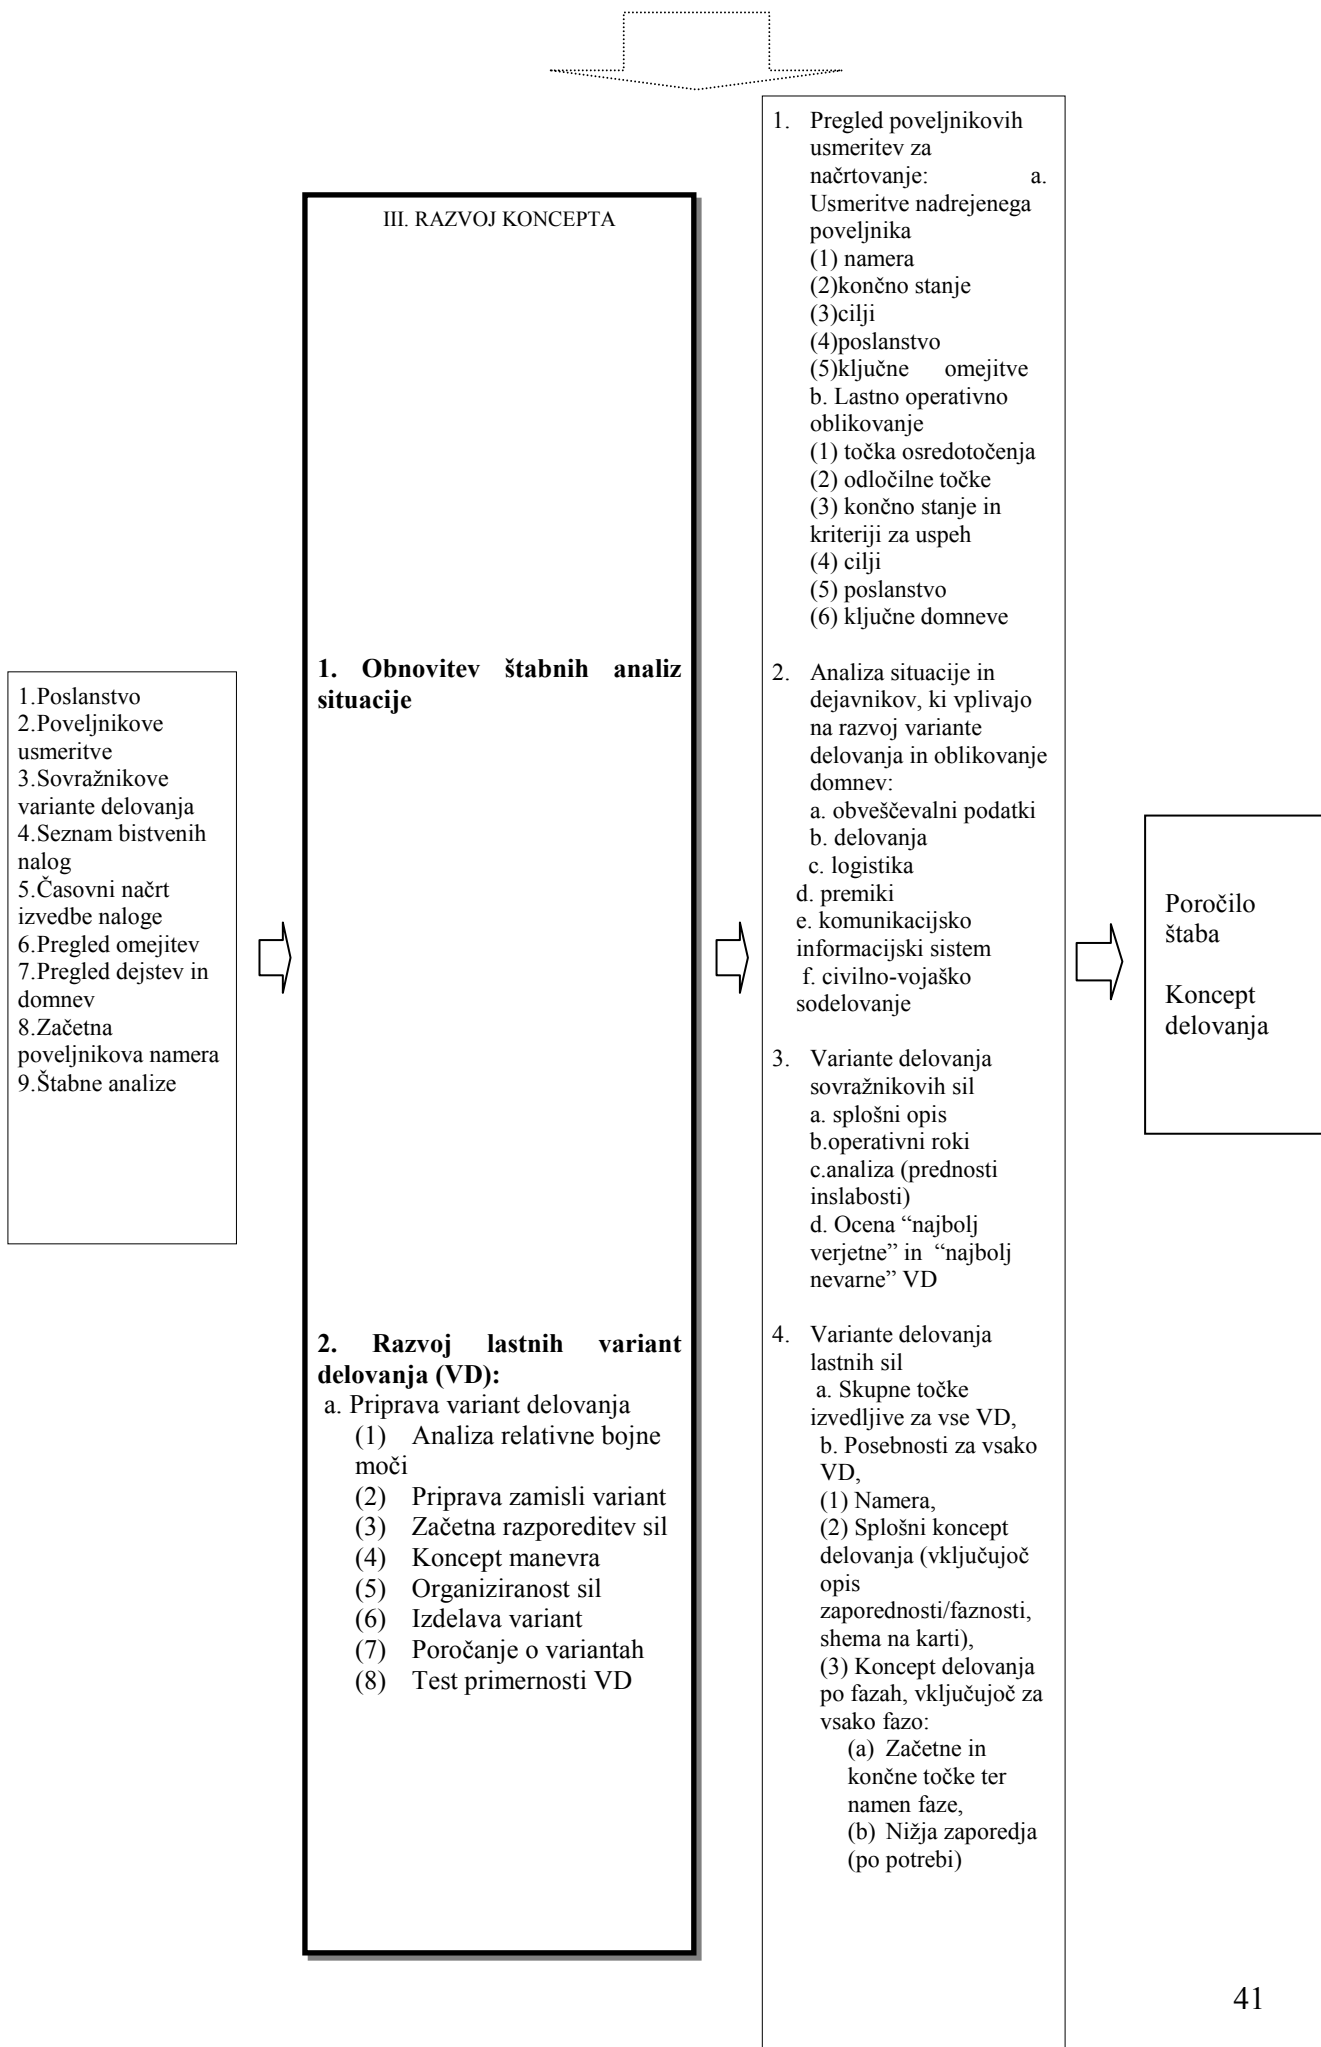 1.Poslanstvo
2.Poveljnikove
usmeritve
3.Sovražnikove
variante delovanja
4.Seznam bistvenih
nalog
5.Časovni načrt
izvedbe naloge
6.Pregled omejitev
7.Pregled dejstev in
domnev
8.Začetna
poveljnikova namera
9.Štabne analize
III. RAZVOJ KONCEPTA
1. Obnovitev štabnih analiz
situacije
2. Razvoj lastnih variant
delovanja (VD):
a. Priprava variant delovanja
(1) Analiza relativne bojne
moči
(2) Priprava zamisli variant
(3) Začetna razporeditev sil
(4) Koncept manevra
(5) Organiziranost sil
(6) Izdelava variant
(7) Poročanje o variantah
(8) Test primernosti VD
1. Pregled poveljnikovih
usmeritev za
načrtovanje: a.
Usmeritve nadrejenega
poveljnika
(1) namera
(2)končno stanje
(3)cilji
(4)poslanstvo
(5)ključne omejitve
b. Lastno operativno
oblikovanje
(1) točka osredotočenja
(2) odločilne točke
(3) končno stanje in
kriteriji za uspeh
(4) cilji
(5) poslanstvo
(6) ključne domneve
2. Analiza situacije in
dejavnikov, ki vplivajo
na razvoj variante
delovanja in oblikovanje
domnev:
a. obveščevalni podatki
b. delovanja
c. logistika
d. premiki
e. komunikacijsko
informacijski sistem
f. civilno-vojaško
sodelovanje
3. Variante delovanja
sovražnikovih sil
a. splošni opis
b.operativni roki
c.analiza (prednosti
inslabosti)
d. Ocena “najbolj
verjetne” in “najbolj
nevarne” VD
4. Variante delovanja
lastnih sil
a. Skupne točke
izvedljive za vse VD,
b. Posebnosti za vsako
VD,
(1) Namera,
(2) Splošni koncept
delovanja (vključujoč
opis
zaporednosti/faznosti,
shema na karti),
(3) Koncept delovanja
po fazah, vključujoč za
vsako fazo:
(a) Začetne in
končne točke ter
namen faze,
(b) Nižja zaporedja
(po potrebi)
Poročilo
štaba
Koncept
delovanja
41